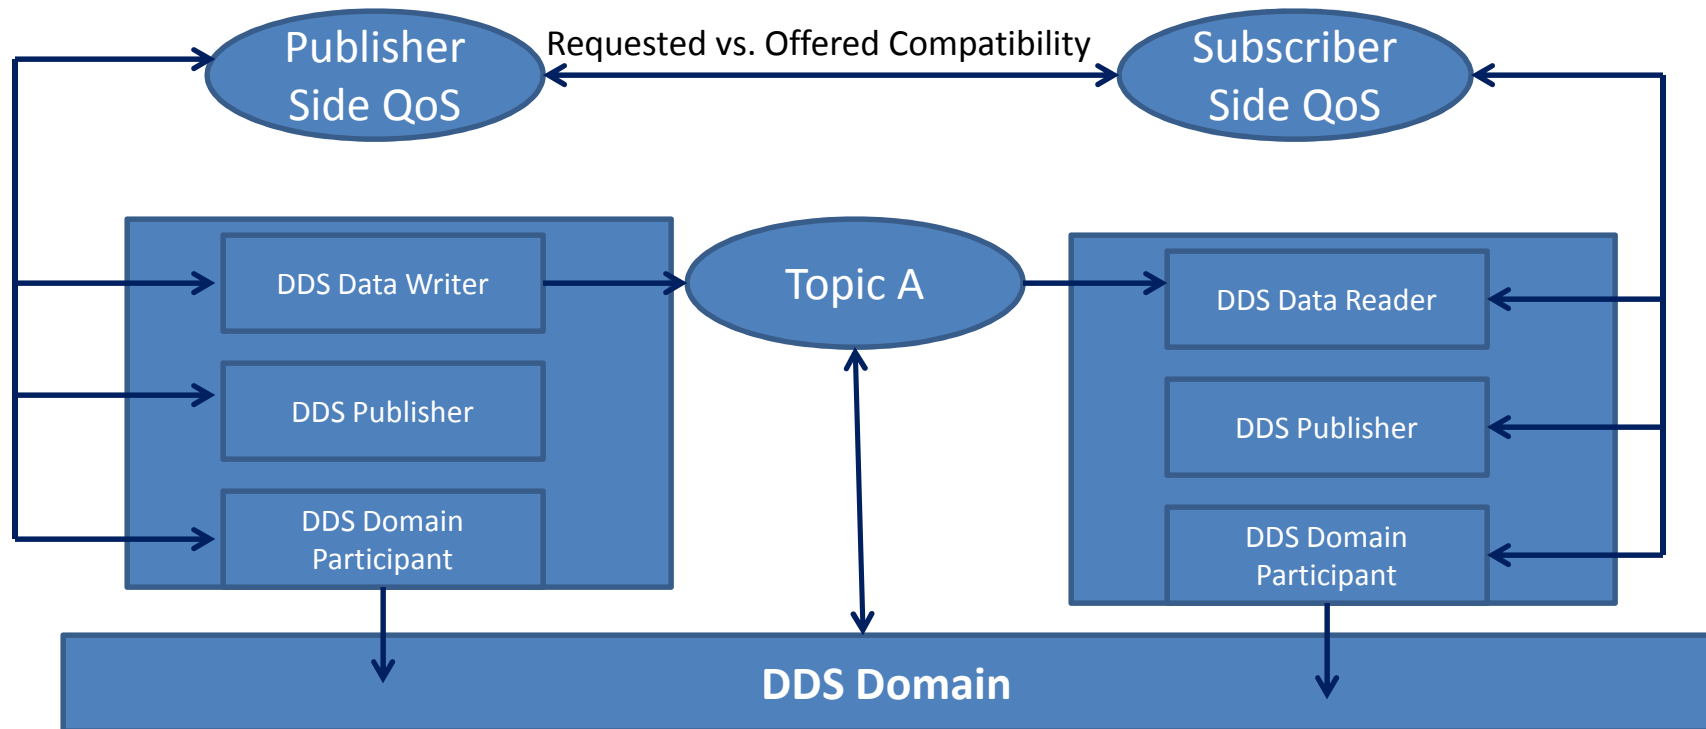 Publisher
Side QoS
Requested vs. Offered Compatibility
Subscriber
Side QoS
DDS Data Writer
Topic A
DDS Data Reader
DDS Publisher
DDS Publisher
DDS Domain
Participant
DDS Domain
Participant
DDS Domain